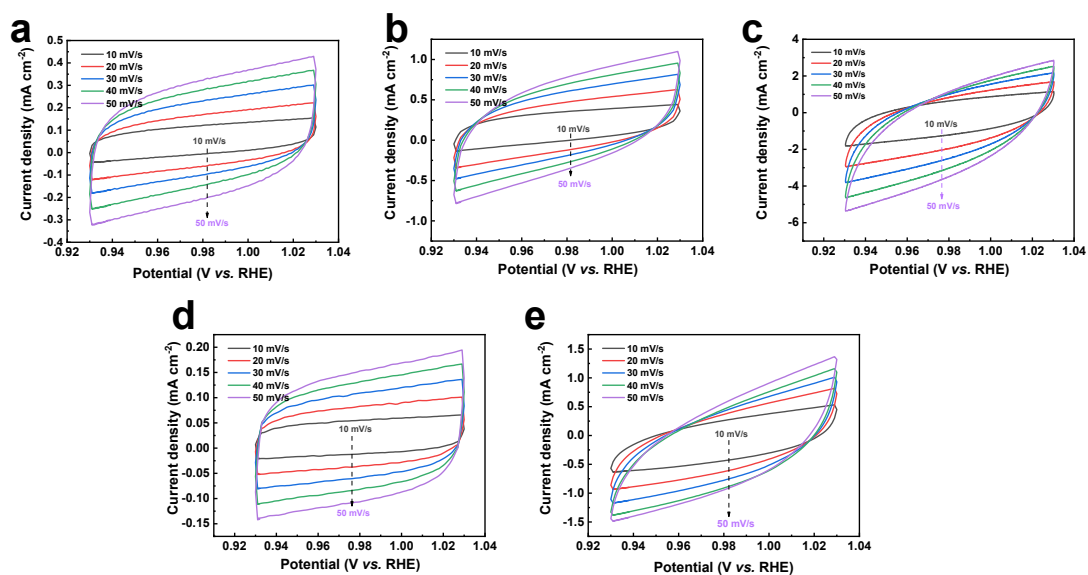 a
Current density (mA cm⁻²)
0.5
0.4
0.3
0.2
0.1
0.0
-0.1
-0.2
-0.3
-0.4
10 mV/s
20 mV/s
30 mV/s
40 mV/s
50 mV/s
10 mV/s
50 mV/s
0.92 0.94 0.96 0.98 1.00 1.02 1.04
Potential (V vs. RHE)
b
Current density (mA cm⁻²)
1.0
0.5
0.0
-0.5
-1.0
10 mV/s
20 mV/s
30 mV/s
40 mV/s
50 mV/s
10 mV/s
50 mV/s
0.92 0.94 0.96 0.98 1.00 1.02 1.04
Potential (V vs. RHE)
c
Current density (mA cm⁻²)
4
2
0
-2
-4
-6
10 mV/s
20 mV/s
30 mV/s
40 mV/s
50 mV/s
10 mV/s
50 mV/s
0.92 0.94 0.96 0.98 1.00 1.02 1.04
Potential (V vs. RHE)
d
Current density (mA cm⁻²)
0.20
0.15
0.10
0.05
0.00
-0.05
-0.10
-0.15
10 mV/s
20 mV/s
30 mV/s
40 mV/s
50 mV/s
10 mV/s
50 mV/s
0.92 0.94 0.96 0.98 1.00 1.02 1.04
Potential (V vs. RHE)
e
Current density (mA cm⁻²)
1.5
1.0
0.5
0.0
-0.5
-1.0
-1.5
10 mV/s
20 mV/s
30 mV/s
40 mV/s
50 mV/s
10 mV/s
50 mV/s
0.92 0.94 0.96 0.98 1.00 1.02 1.04
Potential (V vs. RHE)